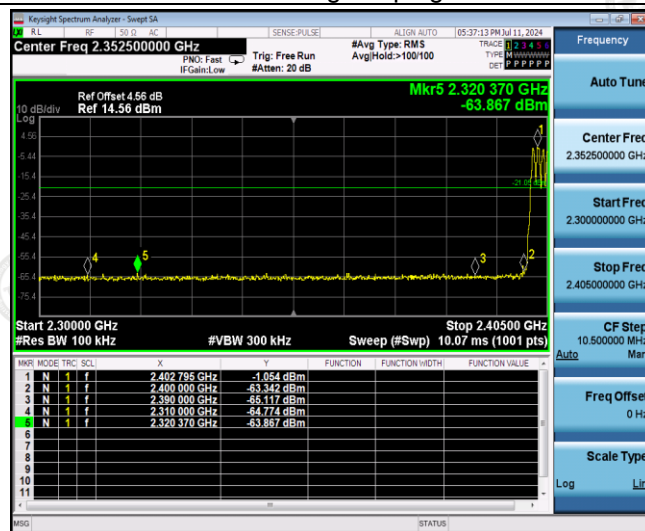 Keysight Spectrum Analyzer - Swept SA
RL RF 50 Ω AC SENSE:PULSE ALIGN AUTO 05:37:13 PM Jul 11, 2024
Center Freq 2.352500000 GHz
PNO: Fast
IFGain:Low
Trig: Free Run
#Atten: 20 dB
#Avg Type: RMS
Avg|Hold:>100/100
TRACE 1 2 3 4 5 6
TYPE M
DET P P P P P P
Ref Offset 4.56 dB
10 dB/div Ref 14.56 dBm
Log
Mkr5 2.320 370 GHz
-63.867 dBm
4.56
-5.44
-15.4
-25.4
-35.4
-45.4
-55.4
-65.4
-75.4
1
2
3
4
5
Start 2.30000 GHz Stop 2.40500 GHz
#Res BW 100 kHz #VBW 300 kHz Sweep (#Swp) 10.07 ms (1001 pts)
MKR MODE TRC SCL X Y FUNCTION FUNCTION WIDTH FUNCTION VALUE
1 N 1 f 2.402 795 GHz -1.054 dBm
2 N 1 f 2.400 000 GHz -63.342 dBm
3 N 1 f 2.390 000 GHz -65.117 dBm
4 N 1 f 2.310 000 GHz -64.774 dBm
5 N 1 f 2.320 370 GHz -63.867 dBm
6
7
8
9
10
11
MSG STATUS
Frequency
Auto Tune
Center Freq
2.352500000 GHz
Start Freq
2.300000000 GHz
Stop Freq
2.405000000 GHz
CF Step
10.500000 MHz
Auto Man
Freq Offset
0 Hz
Scale Type
Log Lin